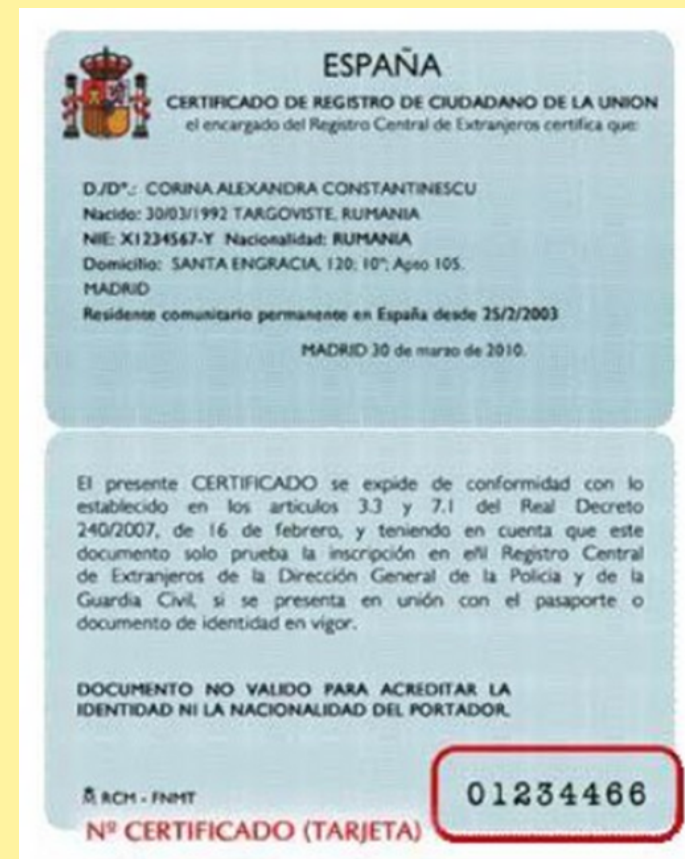 ESPAÑA
CERTIFICADO DE REGISTRO DE CIUDADANO DE LA UNION
el encargado del Registro Central de Extranjeros certifica que:
D./Dª.: CORINA ALEXANDRA CONSTANTINESCU
Nacido: 30/03/1992 TARGOVISTE, RUMANIA
NIE: X1234567-Y Nacionalidad: RUMANIA
Domicilio: SANTA ENGRACIA, 120; 10º; Apto 105.
MADRID
Residente comunitario permanente en España desde 25/2/2003
MADRID 30 de marzo de 2010.
El presente CERTIFICADO se expide de conformidad con lo
establecido en los articulos 3.3 y 7.1 del Real Decreto
240/2007, de 16 de febrero, y teniendo en cuenta que este
documento solo prueba la inscripción en eñl Registro Central
de Extranjeros de la Dirección General de la Policia y de la
Guardia Civil, si se presenta en unión con el pasaporte o
documento de identidad en vigor.
DOCUMENTO NO VALIDO PARA ACREDITAR LA
IDENTIDAD NI LA NACIONALIDAD DEL PORTADOR.
RCM - FNMT
01234466
Nº CERTIFICADO (TARJETA)